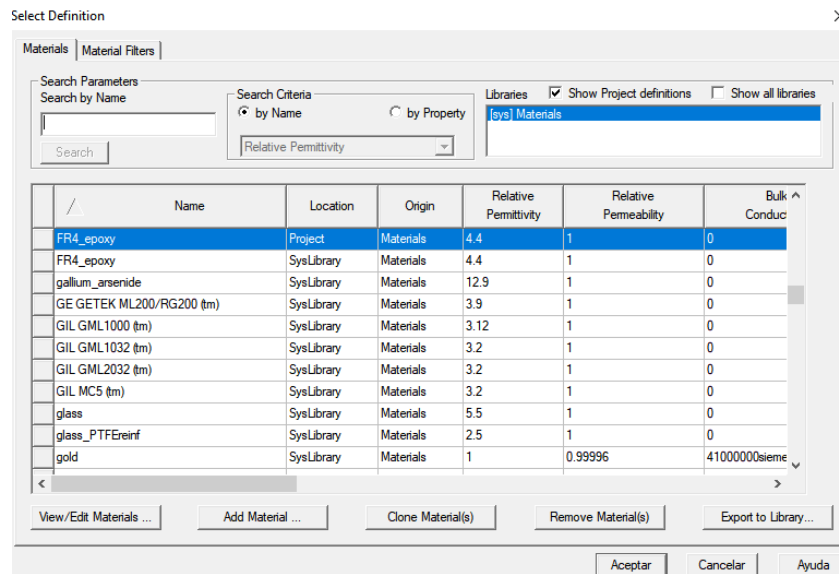 Select Definition
Materials Material Filters
Search Parameters
Search by Name
Search
Search Criteria
by Name by Property
Relative Permittivity
Libraries Show Project definitions Show all libraries
[sys] Materials
Name Location Origin Relative Permittivity Relative Permeability Bulk Conduct
FR4_epoxy Project Materials 4.4 1 0
FR4_epoxy SysLibrary Materials 4.4 1 0
gallium_arsenide SysLibrary Materials 12.9 1 0
GE GETEK ML200/RG200 (tm) SysLibrary Materials 3.9 1 0
GIL GML1000 (tm) SysLibrary Materials 3.12 1 0
GIL GML1032 (tm) SysLibrary Materials 3.2 1 0
GIL GML2032 (tm) SysLibrary Materials 3.2 1 0
GIL MC5 (tm) SysLibrary Materials 3.2 1 0
glass SysLibrary Materials 5.5 1 0
glass_PTFEreinf SysLibrary Materials 2.5 1 0
gold SysLibrary Materials 1 0.99996 41000000sieme
View/Edit Materials ... Add Material ... Clone Material(s) Remove Material(s) Export to Library...
Aceptar Cancelar Ayuda